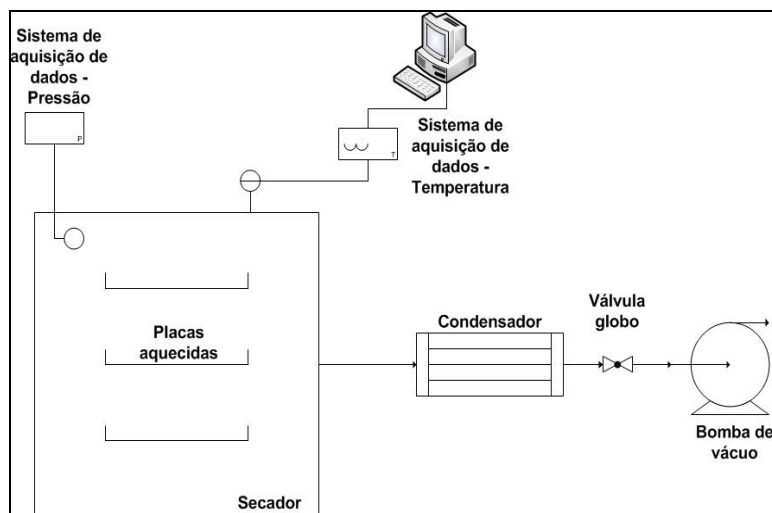 Sistema de
aquisição de
dados -
Pressão
P
Sistema de
aquisição de
dados -
Temperatura
T
Placas
aquecidas
Secador
Condensador
Válvula
globo
Bomba de
vácuo